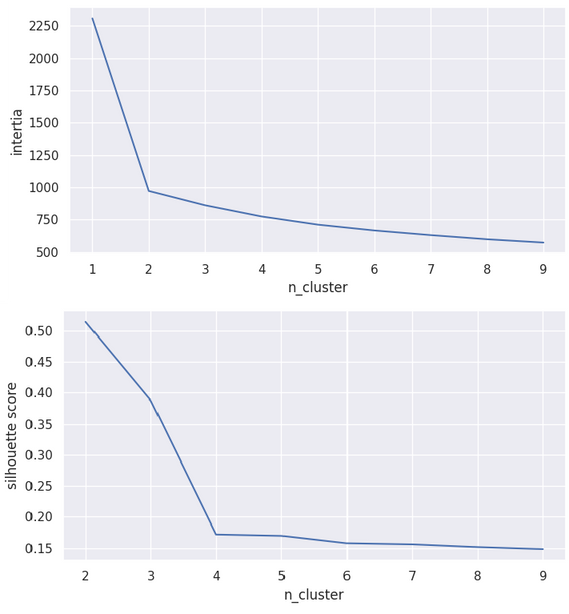 2250
2000
1750
1500
1250
1000
750
500
intertia
1 2 3 4 5 6 7 8 9
n_cluster
0.50
0.45
0.40
0.35
0.30
0.25
0.20
0.15
silhouette score
2 3 4 5 6 7 8 9
n_cluster